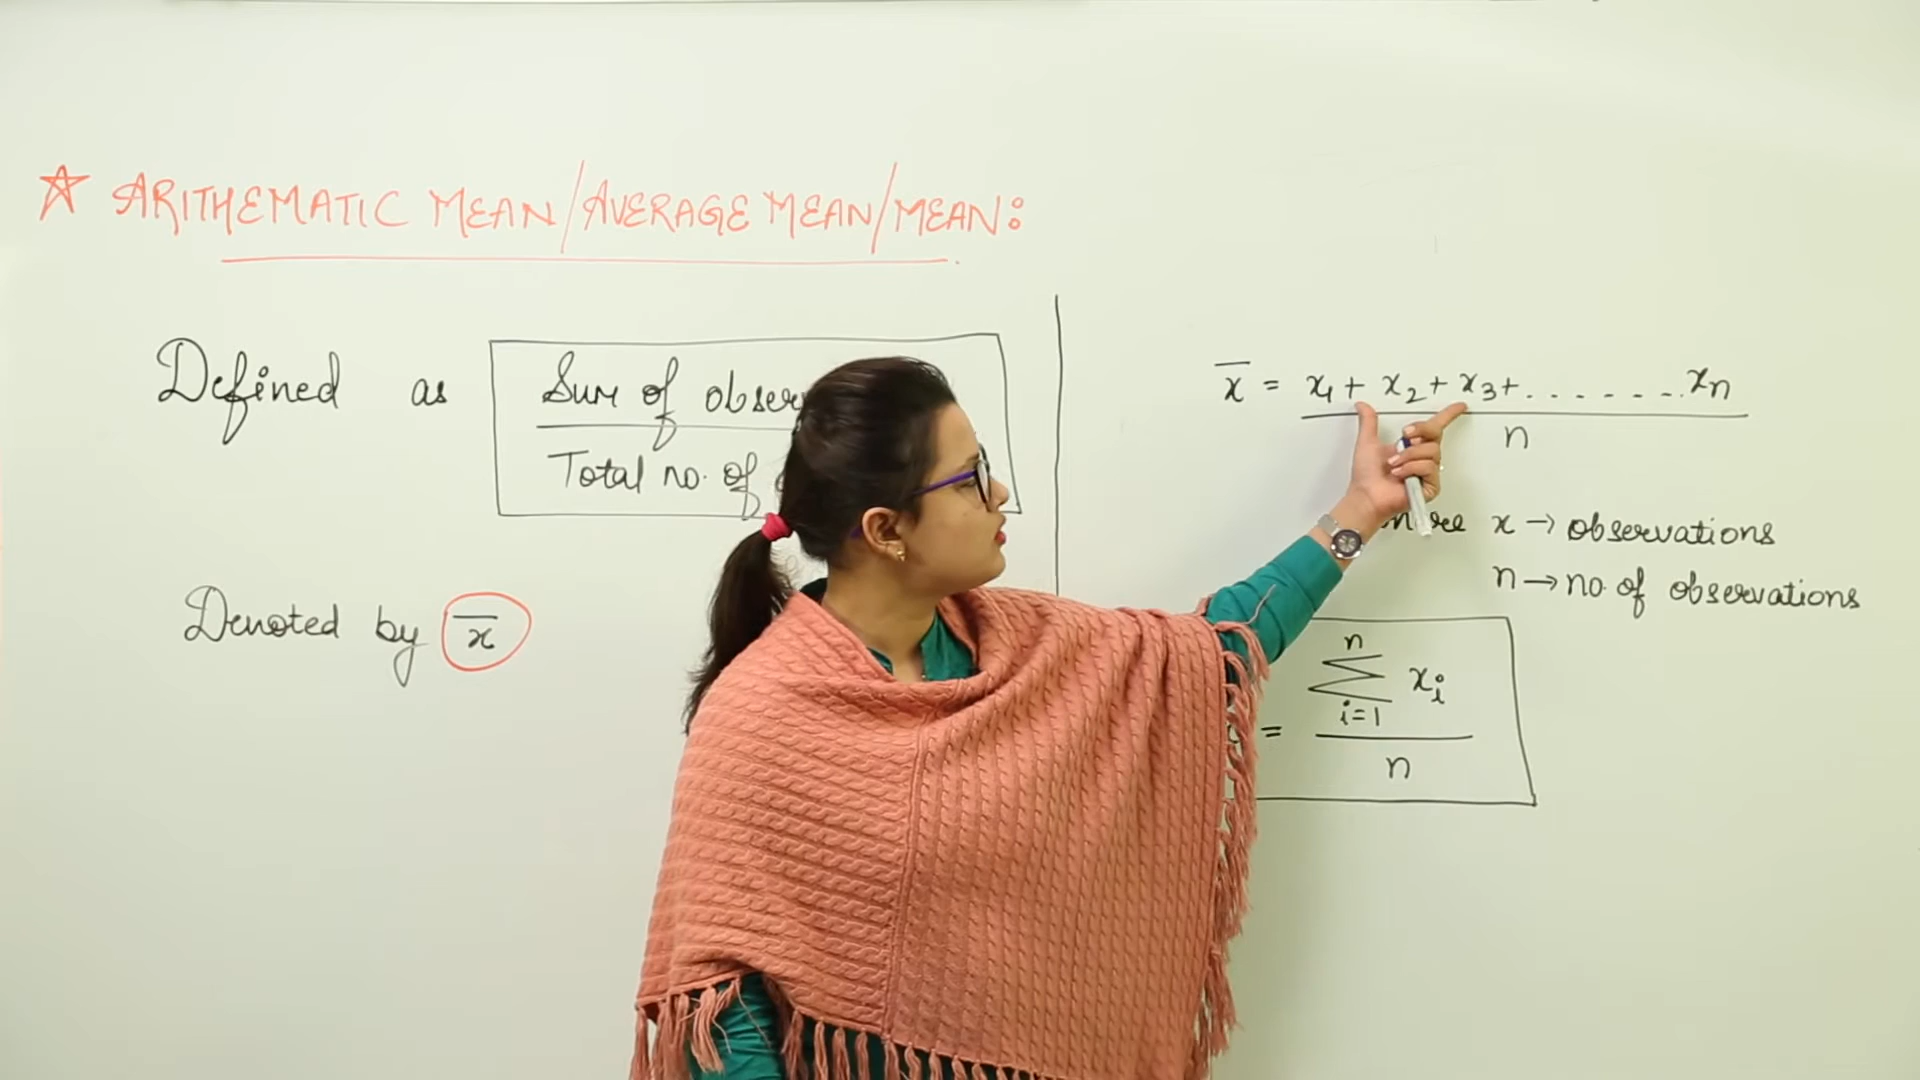 ☆ ARITHEMATIC MEAN/AVERAGE MEAN/MEAN:
Defined as Sum of
Total no. of
Denoted by x̄
x̄ = x₁ + x₂ + x₃ + . . . . . . . xₙ
n
x → observations
n → no. of observations
n
= Σ xᵢ
i=1
n